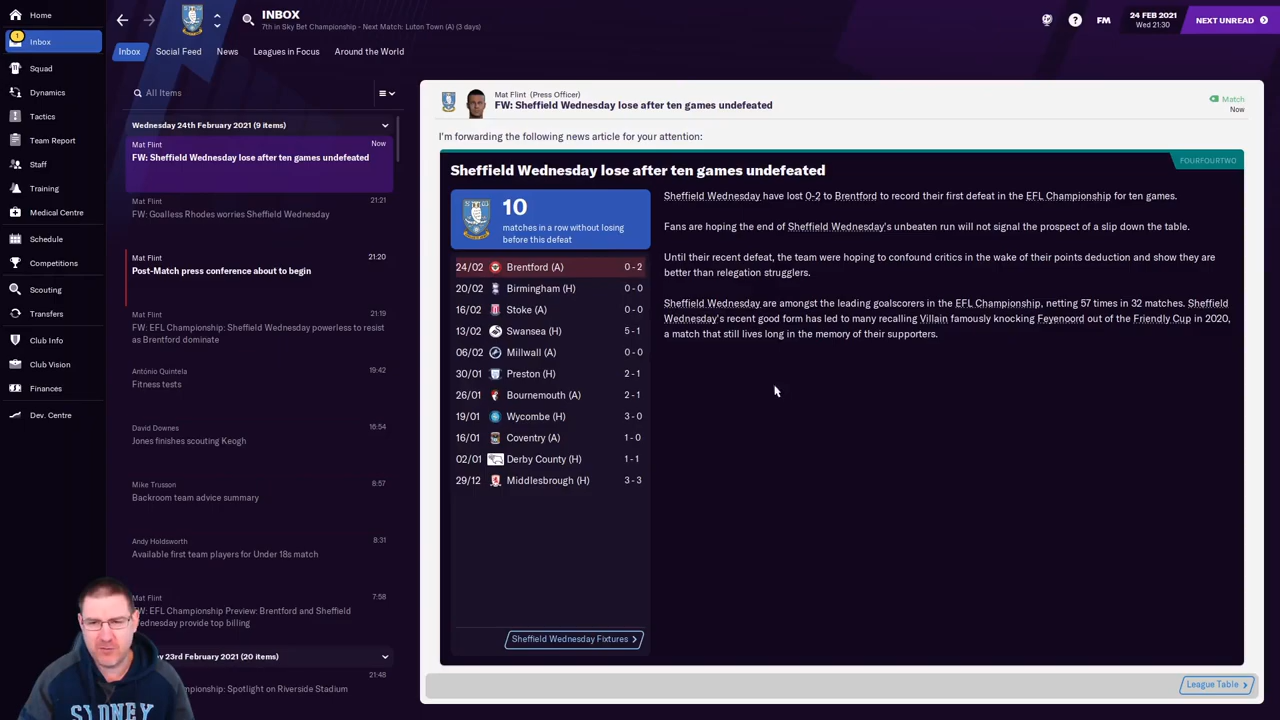 Home
1
Inbox
Squad
Dynamics
Tactics
Team Report
Staff
Training
Medical Centre
Schedule
Competitions
Scouting
Transfers
Club Info
Club Vision
Finances
Dev. Centre
INBOX
7th in Sky Bet Championship - Next Match: Luton Town (A) (3 days)
? FM
24 FEB 2021
Wed 21:30
NEXT UNREAD
Inbox Social Feed News Leagues in Focus Around the World
All Items
Wednesday 24th February 2021 (9 items)
Mat Flint Now
FW: Sheffield Wednesday lose after ten games undefeated
Mat Flint 21:21
FW: Goalless Rhodes worries Sheffield Wednesday
Mat Flint 21:20
Post-Match press conference about to begin
Mat Flint 21:19
FW: EFL Championship: Sheffield Wednesday powerless to resist
as Brentford dominate
António Quintela 19:42
Fitness tests
David Downes 16:54
Jones finishes scouting Keogh
Mike Trusson 8:57
Backroom team advice summary
Andy Holdsworth 8:31
Available first team players for Under 18s match
Mat Flint 7:58
W: EFL Championship Preview: Brentford and Sheffield
Wednesday provide top billing
y 23rd February 2021 (20 items)
21:48
mpionship: Spotlight on Riverside Stadium
SYDNEY
Mat Flint (Press Officer)
FW: Sheffield Wednesday lose after ten games undefeated
Match
Now
I'm forwarding the following news article for your attention:
FOURFOURTWO
Sheffield Wednesday lose after ten games undefeated
10
matches in a row without losing
before this defeat
24/02 Brentford (A) 0 - 2
20/02 Birmingham (H) 0 - 0
16/02 Stoke (A) 0 - 0
13/02 Swansea (H) 5 - 1
06/02 Millwall (A) 0 - 0
30/01 Preston (H) 2 - 1
26/01 Bournemouth (A) 2 - 1
19/01 Wycombe (H) 3 - 0
16/01 Coventry (A) 1 - 0
02/01 Derby County (H) 1 - 1
29/12 Middlesbrough (H) 3 - 3
Sheffield Wednesday Fixtures
Sheffield Wednesday have lost 0-2 to Brentford to record their first defeat in the EFL Championship for ten games.
Fans are hoping the end of Sheffield Wednesday's unbeaten run will not signal the prospect of a slip down the table.
Until their recent defeat, the team were hoping to confound critics in the wake of their points deduction and show they are
better than relegation strugglers.
Sheffield Wednesday are amongst the leading goalscorers in the EFL Championship, netting 57 times in 32 matches. Sheffield
Wednesday's recent good form has led to many recalling Villain famously knocking Feyenoord out of the Friendly Cup in 2020,
a match that still lives long in the memory of their supporters.
League Table